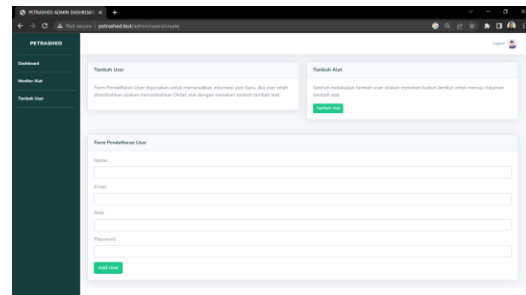 PETRASHED ADMIN DASHBOARD
Not secure | petrashed.test/admin/users/create
PETRASHED
Dashboard
Monitor Alat
Tambah User
Tambah User
Form Pendaftaran User digunakan untuk memasukkan informasi user baru, jika user telah
ditambahkan silakan menambahkan Detail alat dengan menekan tombol tambah alat
Tambah Alat
Setelah melakukan tambah user silakan menekan button berikut untuk menuju halaman
tambah alat
Tambah Alat
Form Pendaftaran User
Name:
Email:
Role
Password
Add User